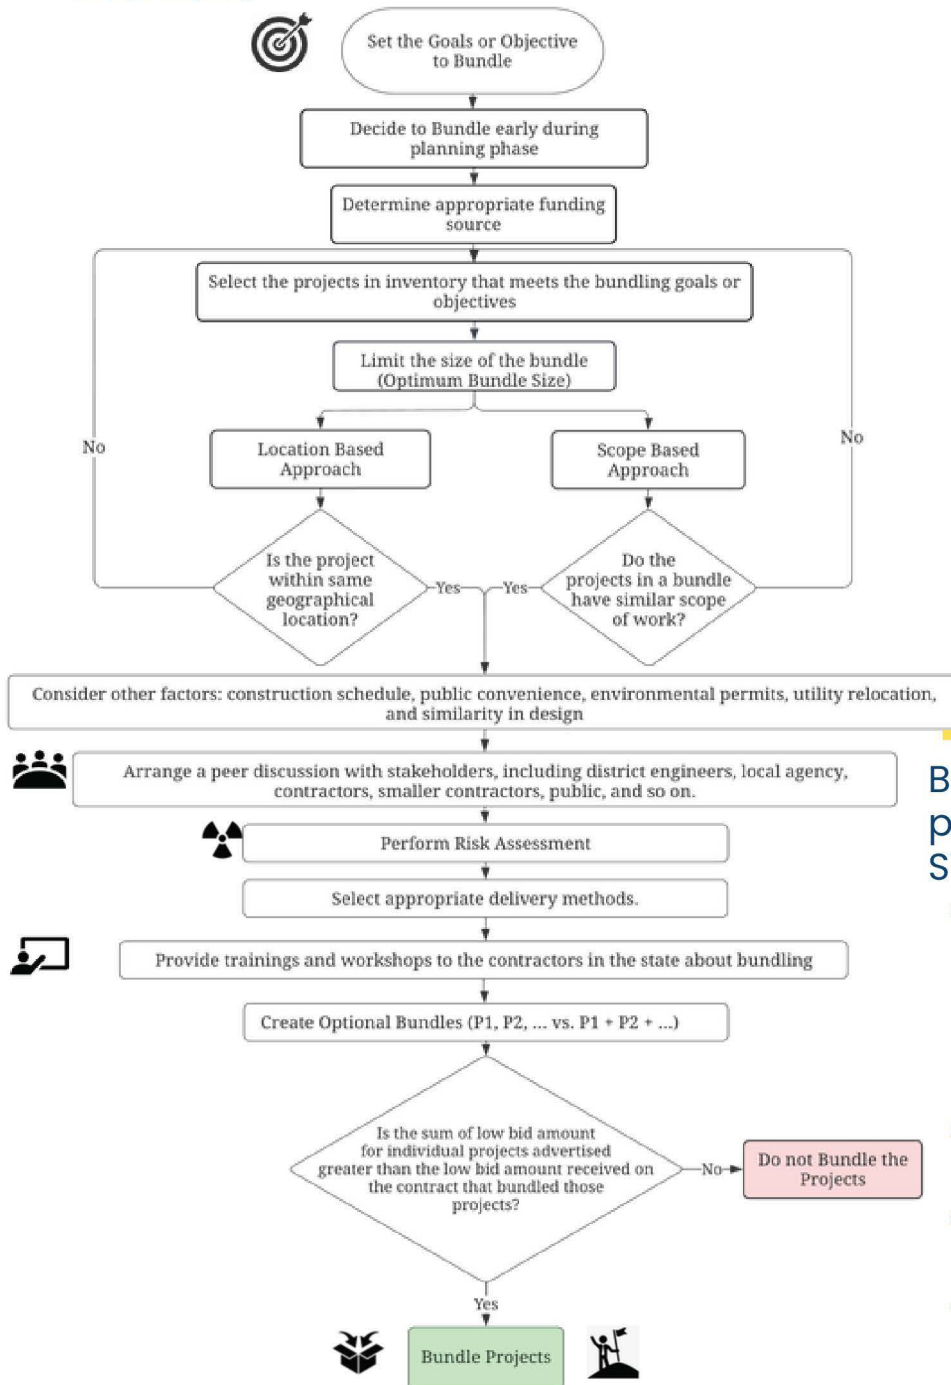 Set the Goals or Objective
to Bundle
Decide to Bundle early during
planning phase
Determine appropriate funding
source
Select the projects in inventory that meets the bundling goals or
objectives
Limit the size of the bundle
(Optimum Bundle Size)
Location Based
Approach
Scope Based
Approach
No
No
Is the project
within same
geographical
location?
Yes
Yes
Do the
projects in a bundle
have similar scope
of work?
Consider other factors: construction schedule, public convenience, environmental permits, utility relocation,
and similarity in design
Arrange a peer discussion with stakeholders, including district engineers, local agency,
contractors, smaller contractors, public, and so on.
B
p
S
Perform Risk Assessment
Select appropriate delivery methods.
Provide trainings and workshops to the contractors in the state about bundling
Create Optional Bundles (P1, P2, ... vs. P1 + P2 + ...)
Is the sum of low bid amount
for individual projects advertised
greater than the low bid amount received on
the contract that bundled those
projects?
No
Do not Bundle the
Projects
Yes
Bundle Projects